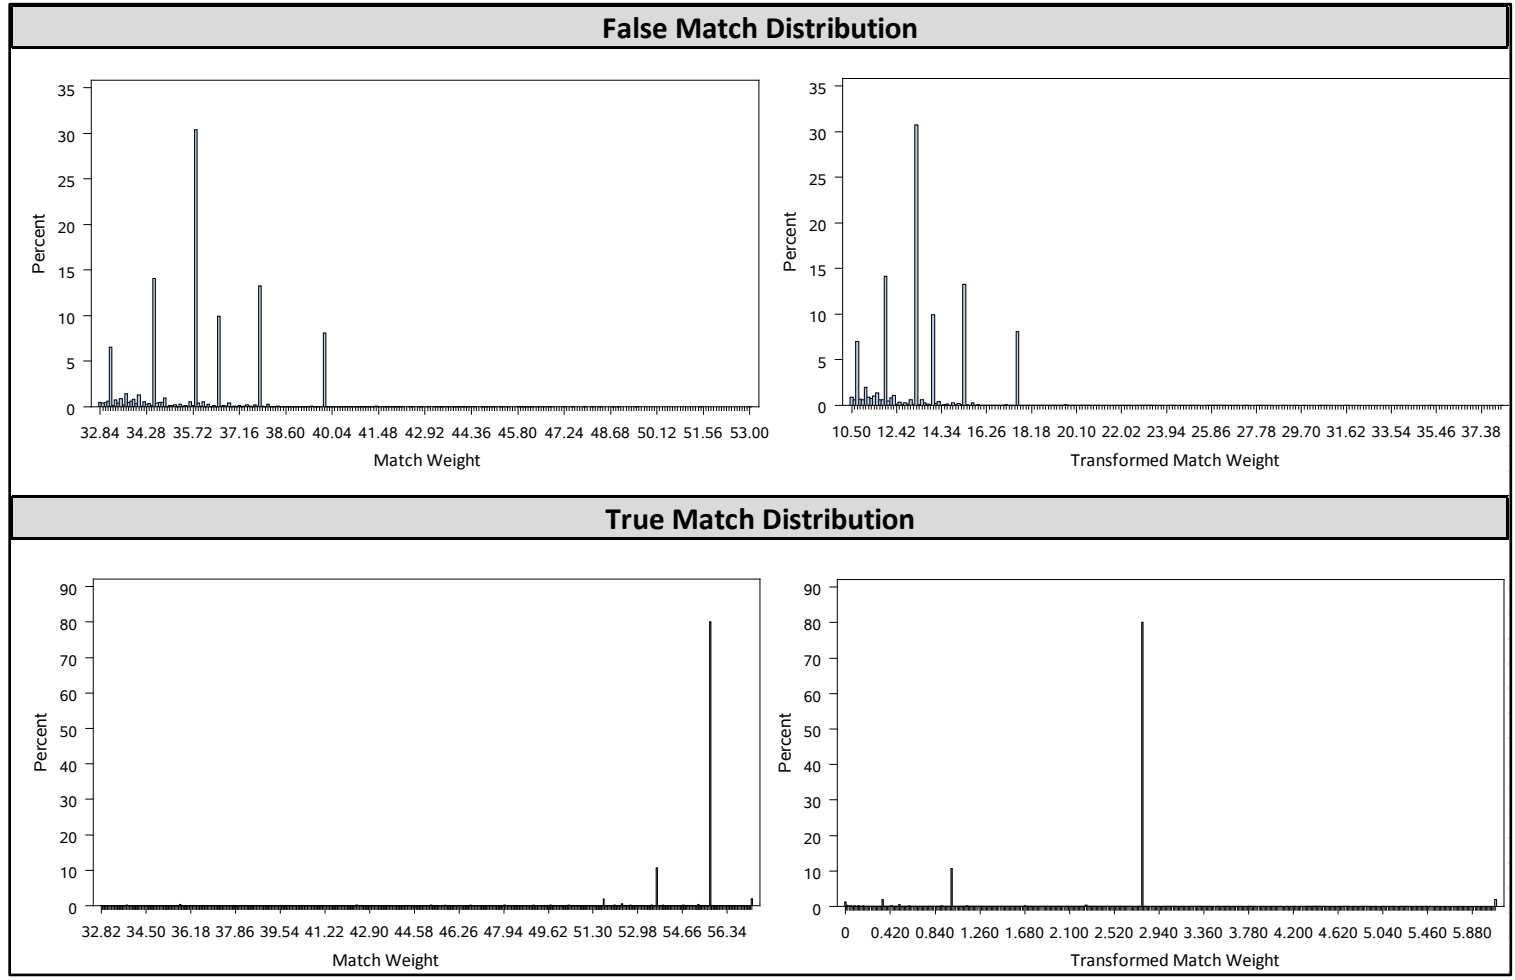 False Match Distribution
35
30
25
20
15
10
5
0
Percent
32.84 34.28 35.72 37.16 38.60 40.04 41.48 42.92 44.36 45.80 47.24 48.68 50.12 51.56 53.00
Match Weight
35
30
25
20
15
10
5
0
Percent
10.50 12.42 14.34 16.26 18.18 20.10 22.02 23.94 25.86 27.78 29.70 31.62 33.54 35.46 37.38
Transformed Match Weight
True Match Distribution
90
80
70
60
50
40
30
20
10
0
Percent
32.82 34.50 36.18 37.86 39.54 41.22 42.90 44.58 46.26 47.94 49.62 51.30 52.98 54.66 56.34
Match Weight
90
80
70
60
50
40
30
20
10
0
Percent
0 0.420 0.840 1.260 1.680 2.100 2.520 2.940 3.360 3.780 4.200 4.620 5.040 5.460 5.880
Transformed Match Weight